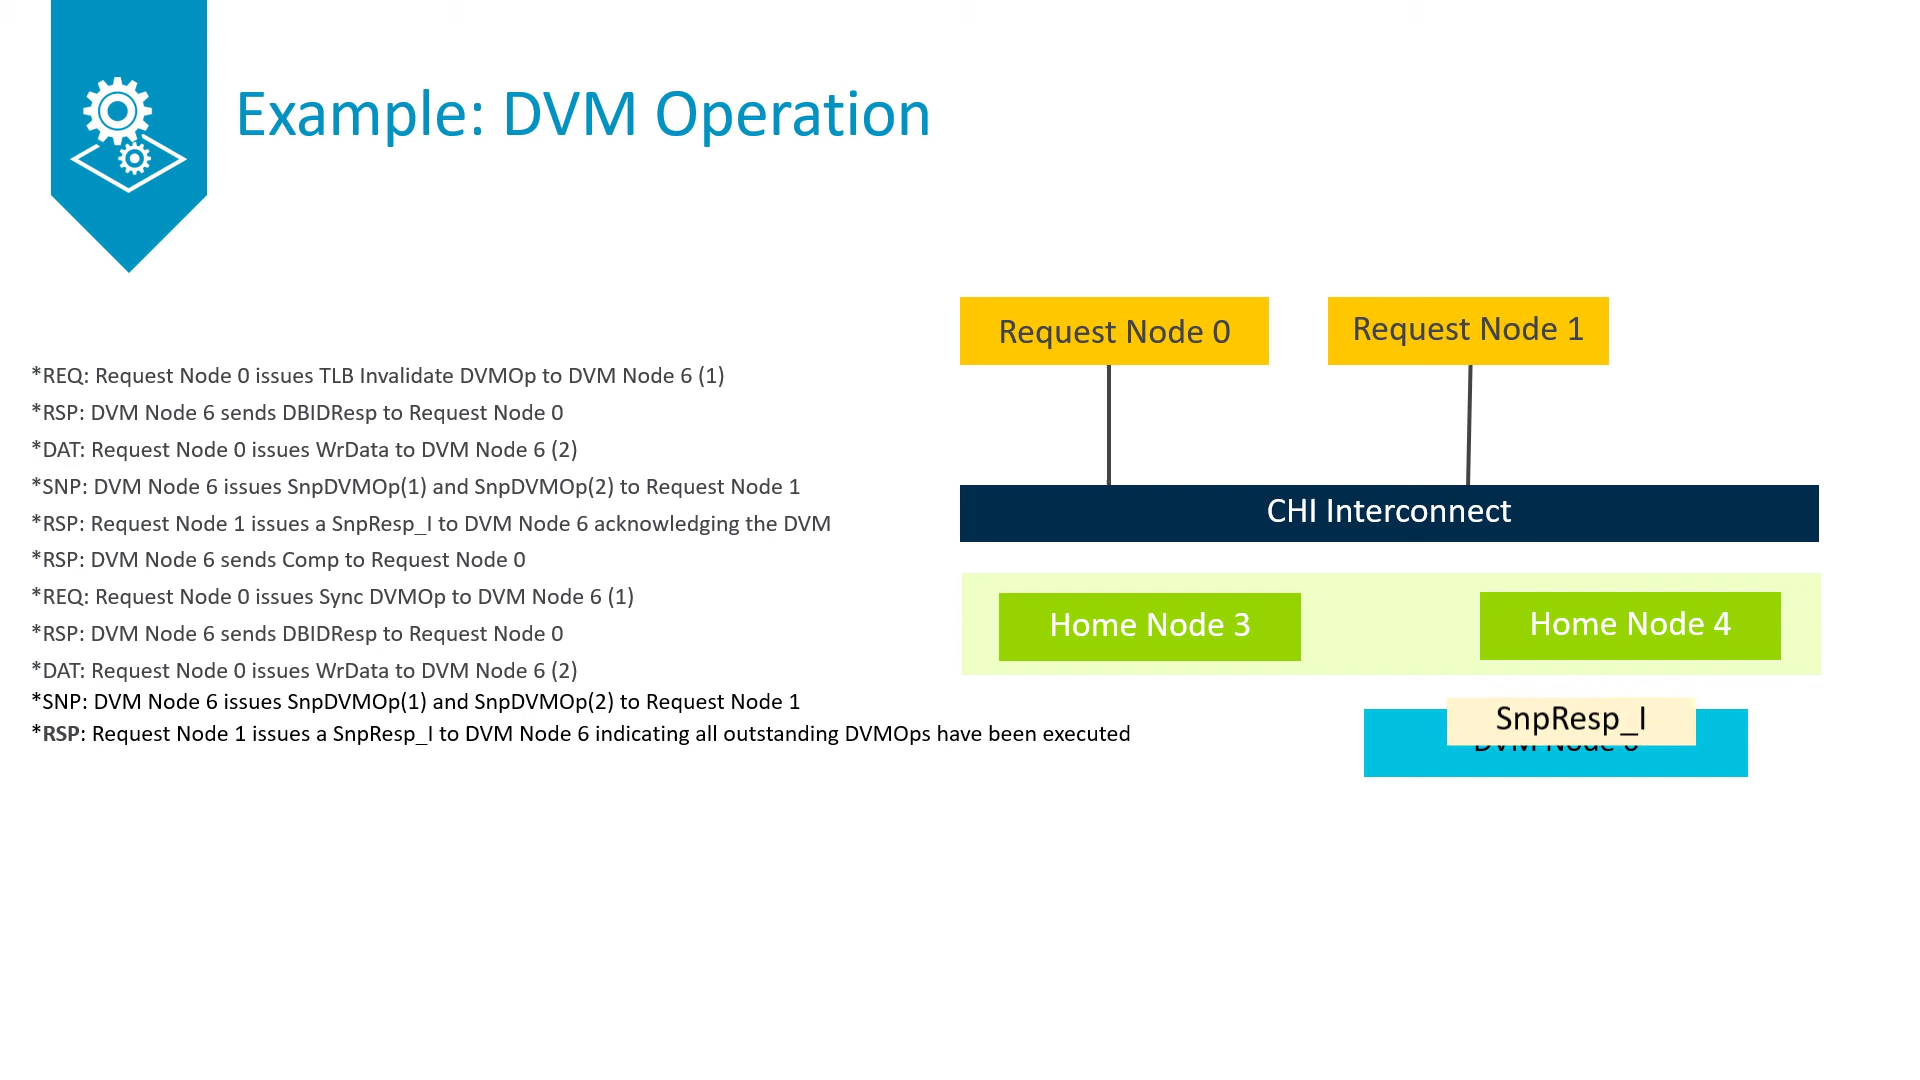 Example: DVM Operation
*REQ: Request Node 0 issues TLB Invalidate DVMOp to DVM Node 6 (1)
*RSP: DVM Node 6 sends DBIDResp to Request Node 0
*DAT: Request Node 0 issues WrData to DVM Node 6 (2)
*SNP: DVM Node 6 issues SnpDVMOp(1) and SnpDVMOp(2) to Request Node 1
*RSP: Request Node 1 issues a SnpResp_I to DVM Node 6 acknowledging the DVM
*RSP: DVM Node 6 sends Comp to Request Node 0
*REQ: Request Node 0 issues Sync DVMOp to DVM Node 6 (1)
*RSP: DVM Node 6 sends DBIDResp to Request Node 0
*DAT: Request Node 0 issues WrData to DVM Node 6 (2)
*SNP: DVM Node 6 issues SnpDVMOp(1) and SnpDVMOp(2) to Request Node 1
*RSP: Request Node 1 issues a SnpResp_I to DVM Node 6 indicating all outstanding DVMOps have been executed
Request Node 0
Request Node 1
CHI Interconnect
Home Node 3
Home Node 4
SnpResp_I